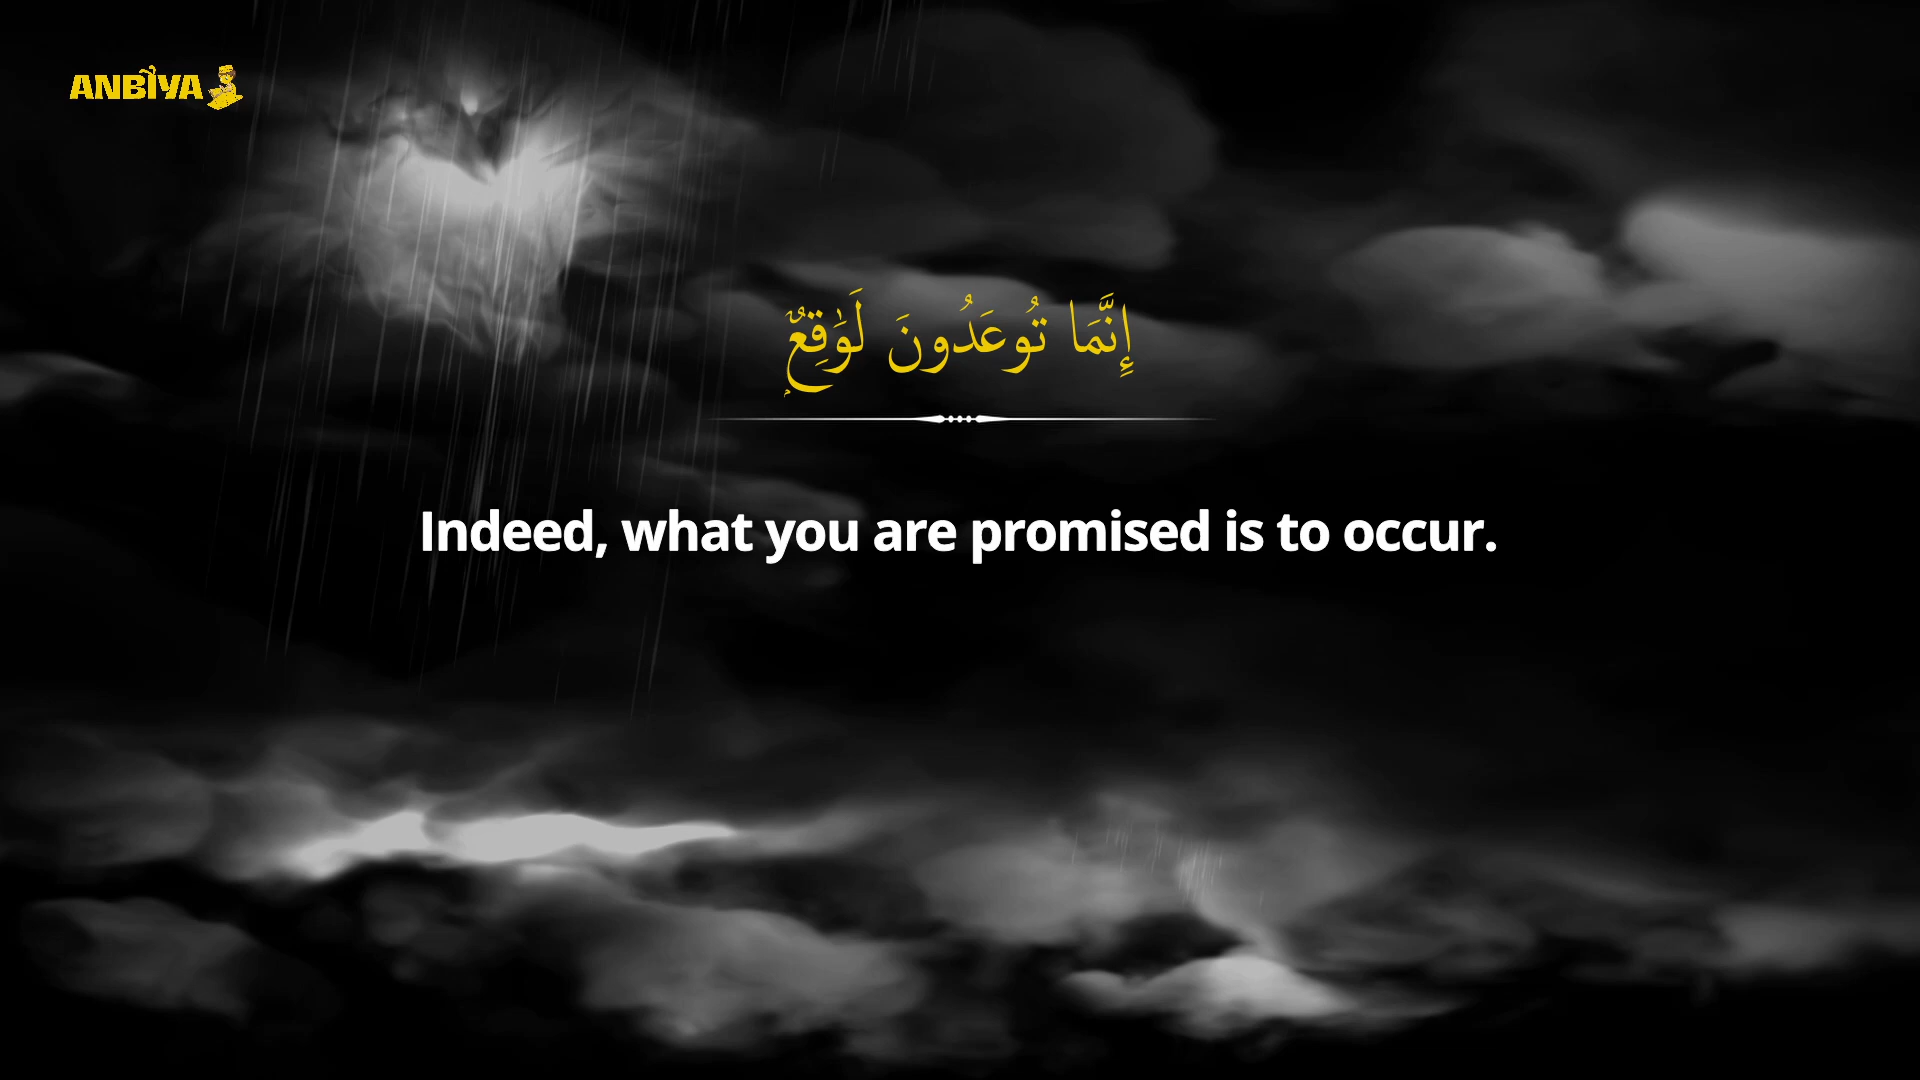 ANBIYA
إِنَّمَا تُوعَدُونَ لَوَٰقِعٌۭ
Indeed, what you are promised is to occur.